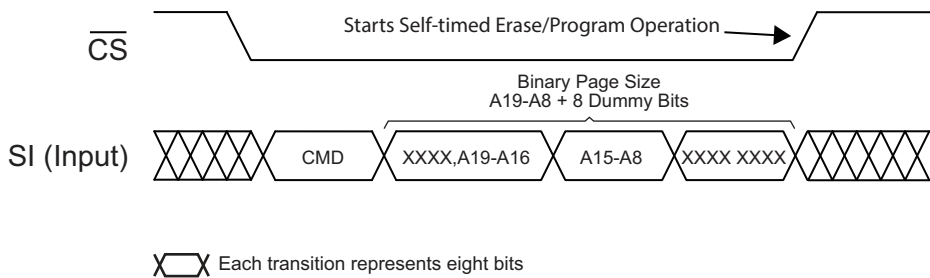 Starts Self-timed Erase/Program Operation
CS
Binary Page Size
A19-A8 + 8 Dummy Bits
SI (Input)
CMD
XXXX,A19-A16
A15-A8
XXXX XXXX
Each transition represents eight bits